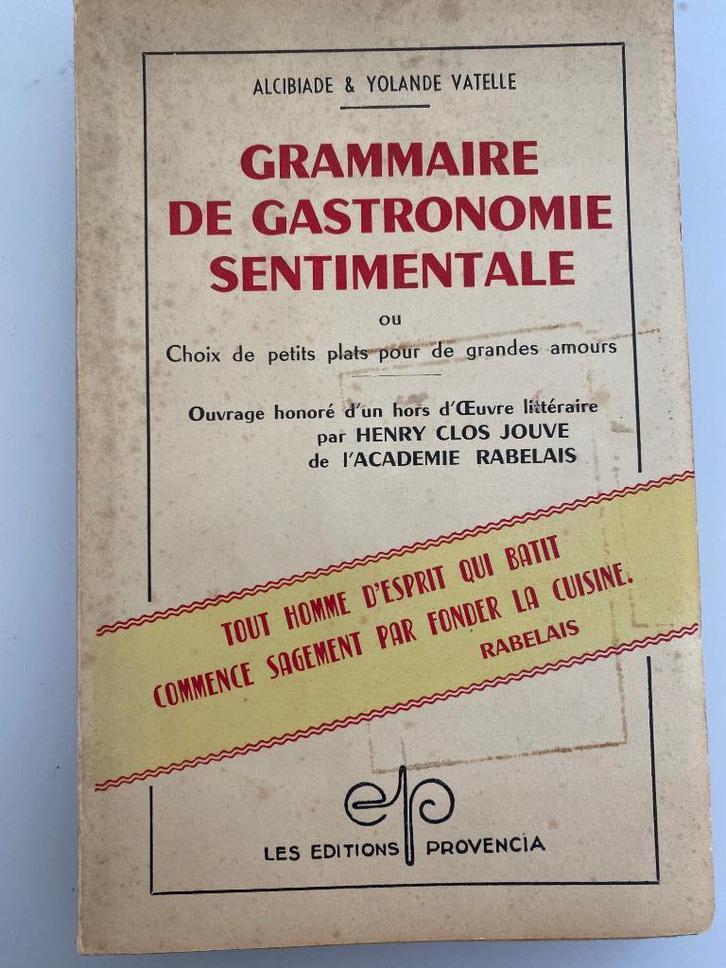 ALCIBIADE & YOLANDE VATELLE
GRAMMAIRE
DE GASTRONOMIE
SENTIMENTALE
ou
Choix de petits plats pour de grandes amours
Ouvrage honoré d'un hors d'Œuvre littéraire
par HENRY CLOS JOUVE
de l'ACADEMIE RABELAIS
TOUT HOMME D'ESPRIT QUI BATIT
COMMENCE SAGEMENT PAR FONDER LA CUISINE.
RABELAIS
ep
LES EDITIONS PROVENCIA